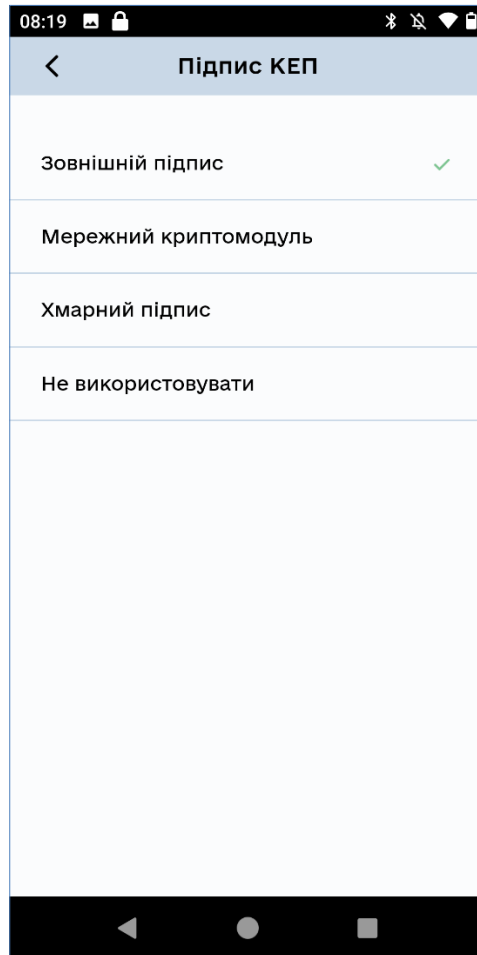 08:19
Підпис КЕП
Зовнішній підпис
Мережний криптомодуль
Хмарний підпис
Не використовувати